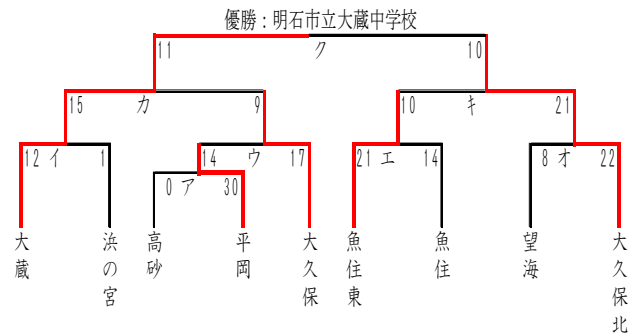 優勝：明石市立大蔵中学校
11 ク 10
15 カ 9
10 キ 21
12 イ 1
14 ウ 17
21 エ 14
8 オ 22
0 ア 30
大蔵
浜の宮
高砂
平岡
大久保
魚住東
魚住
望海
大久保北